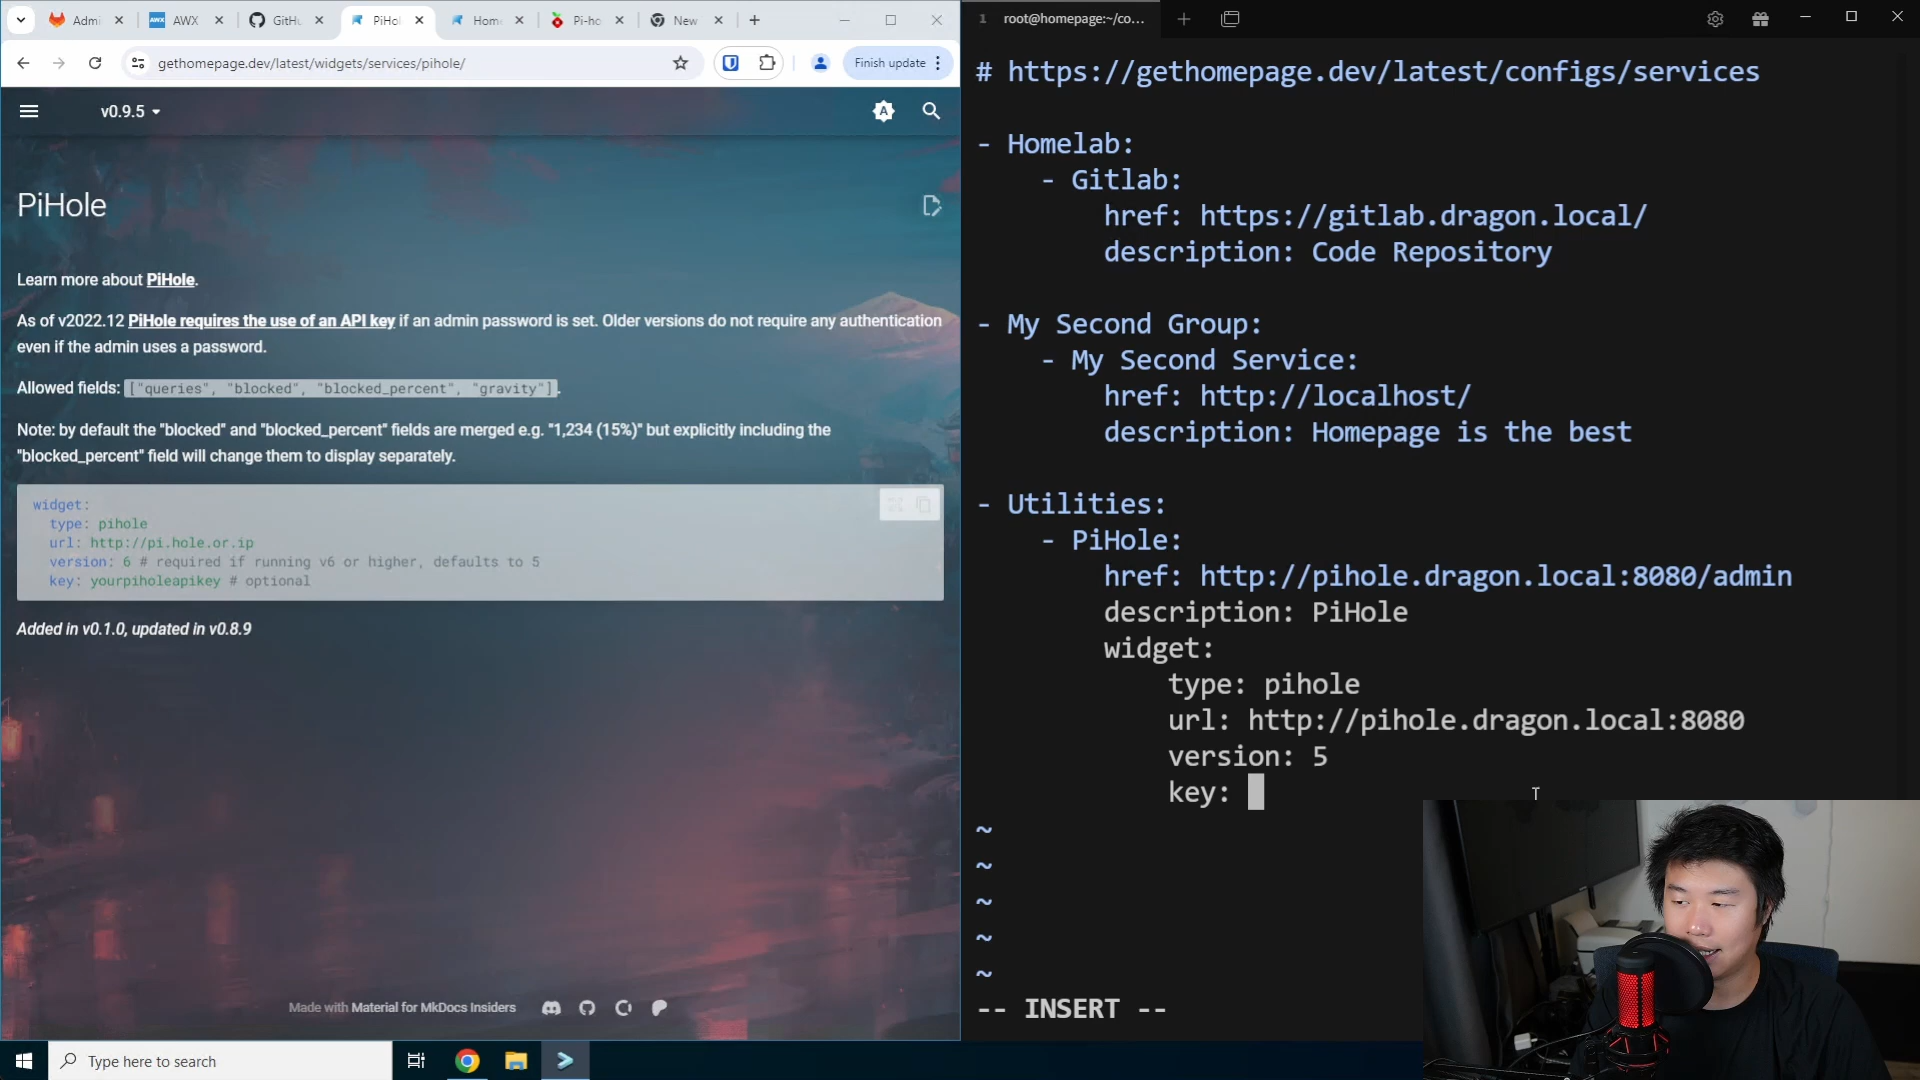 Admi
AWX
AWX
GitHu
PiHol
Home
Pi-ho
New
gethomepage.dev/latest/widgets/services/pihole/
Finish update
v0.9.5
PiHole
Learn more about PiHole.
As of v2022.12 PiHole requires the use of an API key if an admin password is set. Older versions do not require any authentication
even if the admin uses a password.
Allowed fields: ["queries", "blocked", "blocked_percent", "gravity"].
Note: by default the "blocked" and "blocked_percent" fields are merged e.g. "1,234 (15%)" but explicitly including the
"blocked_percent" field will change them to display separately.
widget:
type: pihole
url: http://pi.hole.or.ip
version: 6 # required if running v6 or higher, defaults to 5
key: yourpiholeapikey # optional
Added in v0.1.0, updated in v0.8.9
Made with Material for MkDocs Insiders
Type here to search
1 root@homepage:~/co...
# https://gethomepage.dev/latest/configs/services
- Homelab:
- Gitlab:
href: https://gitlab.dragon.local/
description: Code Repository
- My Second Group:
- My Second Service:
href: http://localhost/
description: Homepage is the best
- Utilities:
- PiHole:
href: http://pihole.dragon.local:8080/admin
description: PiHole
widget:
type: pihole
url: http://pihole.dragon.local:8080
version: 5
key:
~
~
~
~
~
-- INSERT --